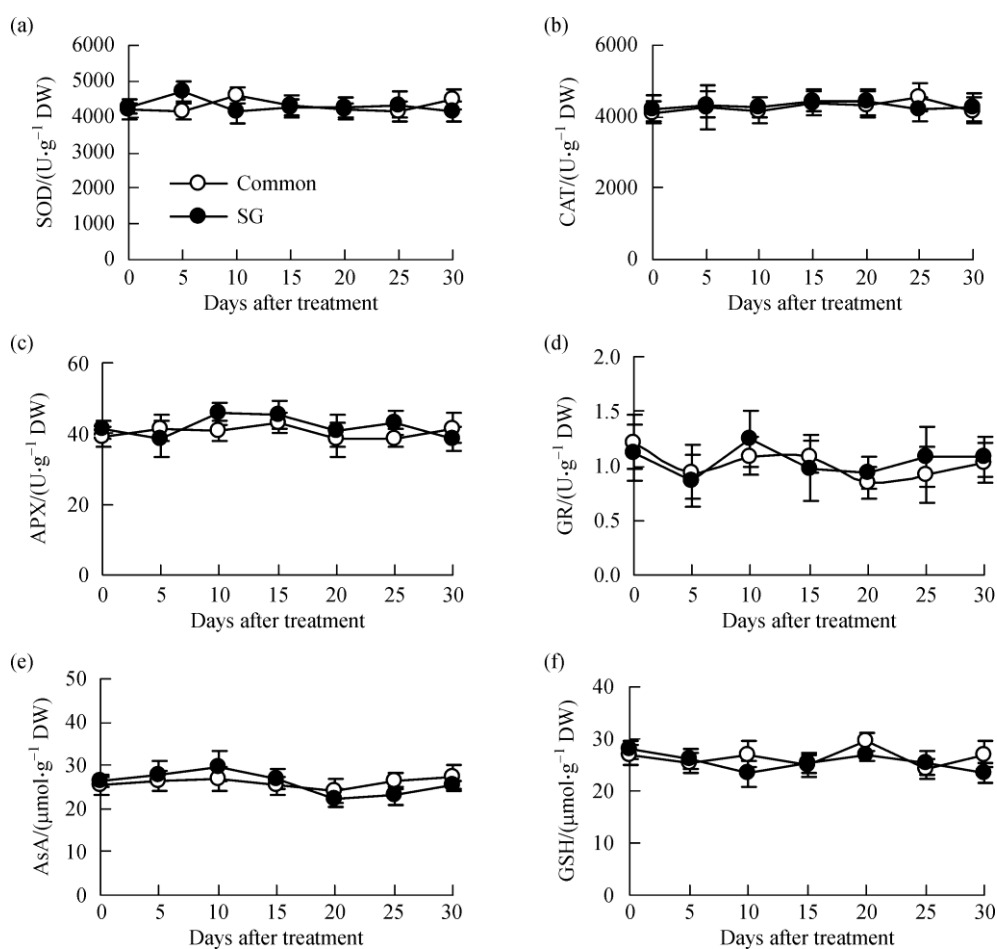 (a)
6000
5000
4000
3000
2000
1000
0
SOD/(U·g⁻¹ DW)
Common
SG
0 5 10 15 20 25 30
Days after treatment
(b)
6000
4000
2000
0
CAT/(U·g⁻¹ DW)
0 5 10 15 20 25 30
Days after treatment
(c)
60
40
20
0
APX/(U·g⁻¹ DW)
0 5 10 15 20 25 30
Days after treatment
(d)
2.0
1.5
1.0
0.5
0.0
GR/(U·g⁻¹ DW)
0 5 10 15 20 25 30
Days after treatment
(e)
50
40
30
20
10
0
AsA/(μmol·g⁻¹ DW)
0 5 10 15 20 25 30
Days after treatment
(f)
40
30
20
10
0
GSH/(μmol·g⁻¹ DW)
0 5 10 15 20 25 30
Days after treatment